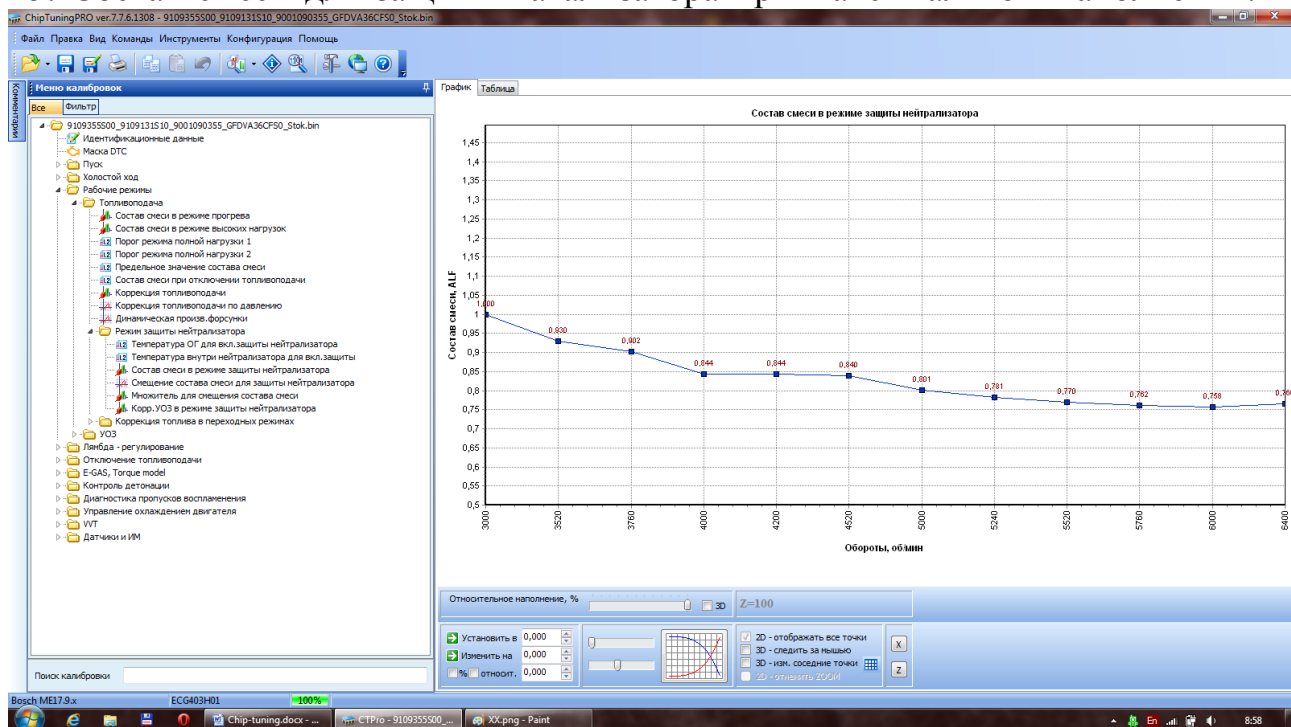 ChipTuningPRO ver.7.7.6.1308 - 9109355S00_9109131S10_9001090355_GFDVA36CFS0_Stok.bin
Файл Правка Вид Команды Инструменты Конфигурация Помощь
Комментарии
Меню калибровок
Все Фильтр
9109355S00_9109131S10_9001090355_GFDVA36CFS0_Stok.bin
Идентификационные данные
Маска DTC
Пуск
Холостой ход
Рабочие режимы
Топливоподача
Состав смеси в режиме прогрева
Состав смеси в режиме высоких нагрузок
Порог режима полной нагрузки 1
Порог режима полной нагрузки 2
Предельное значение состава смеси
Состав смеси при отключении топливоподачи
Коррекция топливоподачи
Коррекция топливоподачи по давлению
Динамическая произв.форсунки
Режим защиты нейтрализатора
Температура ОГ для вкл.защиты нейтрализатора
Температура внутри нейтрализатора для вкл.защиты
Состав смеси в режиме защиты нейтрализатора
Смещение состава смеси для защиты нейтрализатора
Множитель для смещения состава смеси
Корр.УОЗ в режиме защиты нейтрализатора
Коррекция топлива в переходных режимах
УОЗ
Лямбда - регулирование
Отключение топливоподачи
E-GAS, Torque model
Контроль детонации
Диагностика пропусков воспламенения
Управление охлаждением двигателя
VVT
Датчики и ИМ
Поиск калибровки
График Таблица
Состав смеси в режиме защиты нейтрализатора
Состав смеси, ALF
1,45
1,4
1,35
1,3
1,25
1,2
1,15
1,1
1,05
1
0,95
0,9
0,85
0,8
0,75
0,7
0,65
0,6
0,55
0,5
1,000 0,930 0,902 0,844 0,844 0,840 0,801 0,781 0,770 0,762 0,758
3000 3520 3760 4000 4200 4520 5000 5240 5520 5760 6000 6400
Обороты, об/мин
Относительное наполнение, % 3D Z=100
Установить в 0,000
Изменить на 0,000
% относит. 0,000
2D - отображать все точки
3D - следить за мышью
3D - изм. соседние точки
2D - отменить ZOOM
X
Z
Bosch ME17.9.x ECG403H01 100%
Chip-tuning.docx - ... CTPro - 9109355S00_... XX.png - Paint En 8:58